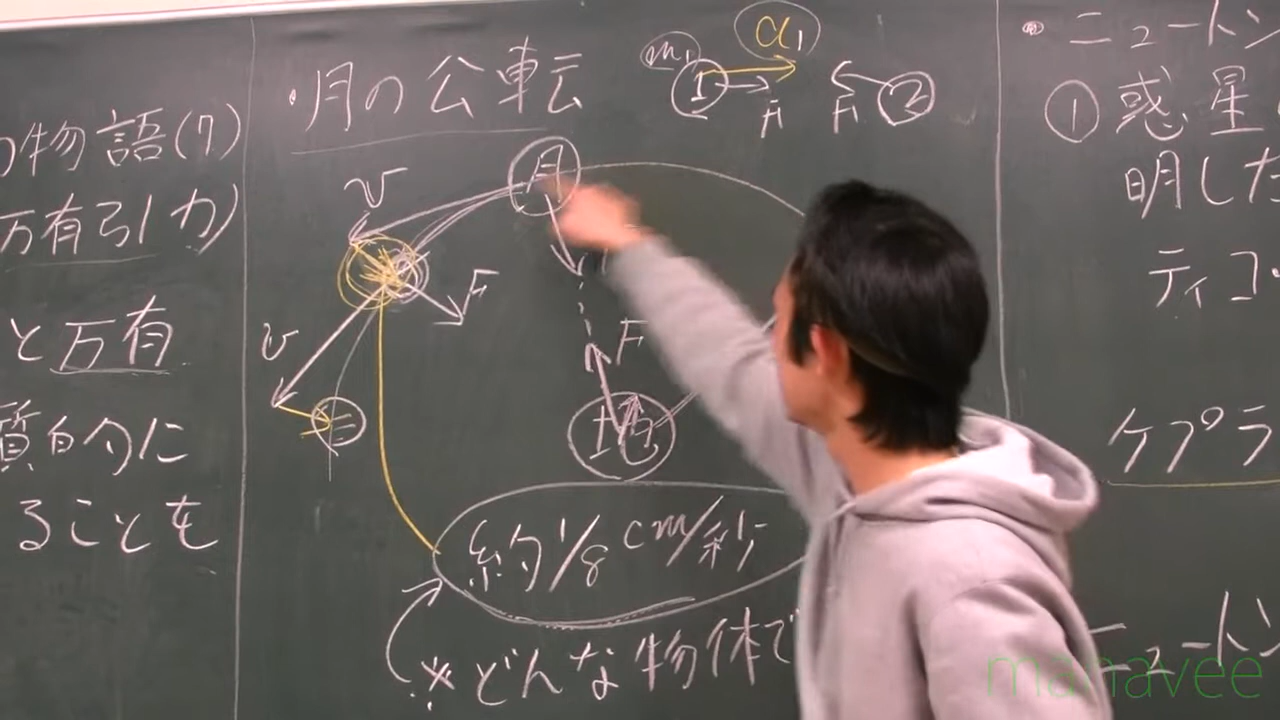 の物語(7)
万有引力)
と万有
質的に
ることを
・月の公転
m₁
α₁
1
F
F
2
月
v
F
v
F
地
約1/8cm/秒
※どんな物体で
・ニュートン
① 惑星
明した
ティコ
ケプラ
ニュートン
manavee